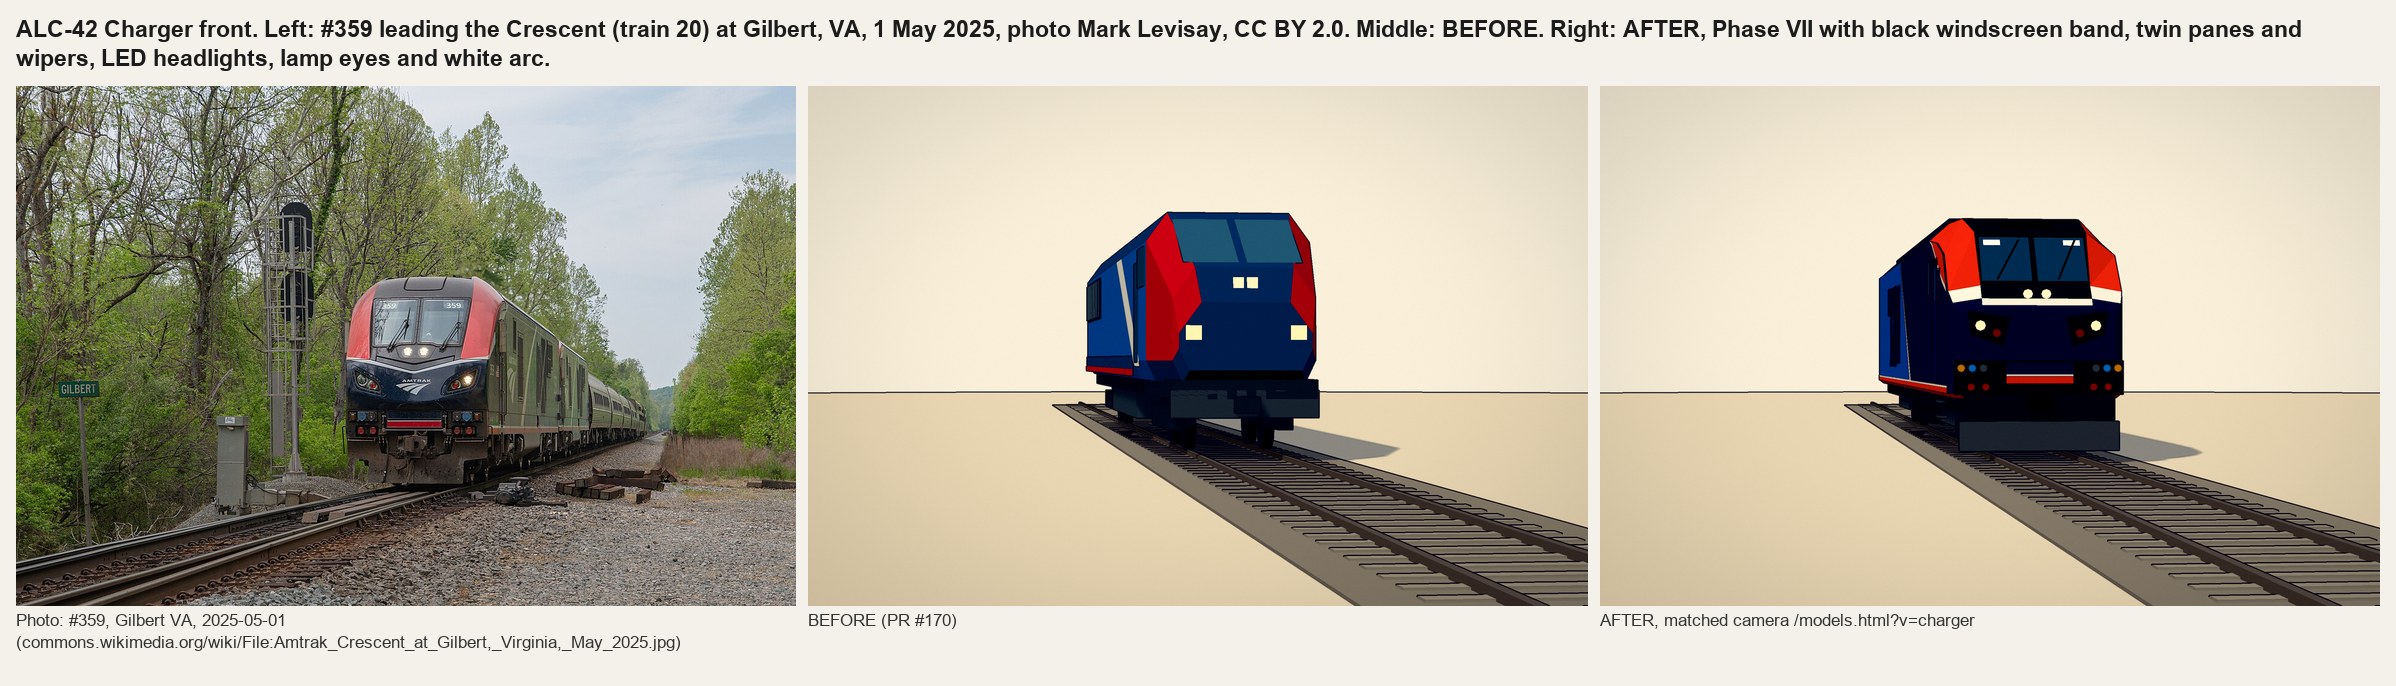 ALC-42 Charger front. Left: #359 leading the Crescent (train 20) at Gilbert, VA, 1 May 2025, photo Mark Levisay, CC BY 2.0. Middle: BEFORE. Right: AFTER, Phase VII with black windscreen band, twin panes and
wipers, LED headlights, lamp eyes and white arc.
359
359
GILBERT
AMTRAK
Photo: #359, Gilbert VA, 2025-05-01
(commons.wikimedia.org/wiki/File:Amtrak_Crescent_at_Gilbert,_Virginia,_May_2025.jpg)
BEFORE (PR #170)
AFTER, matched camera /models.html?v=charger